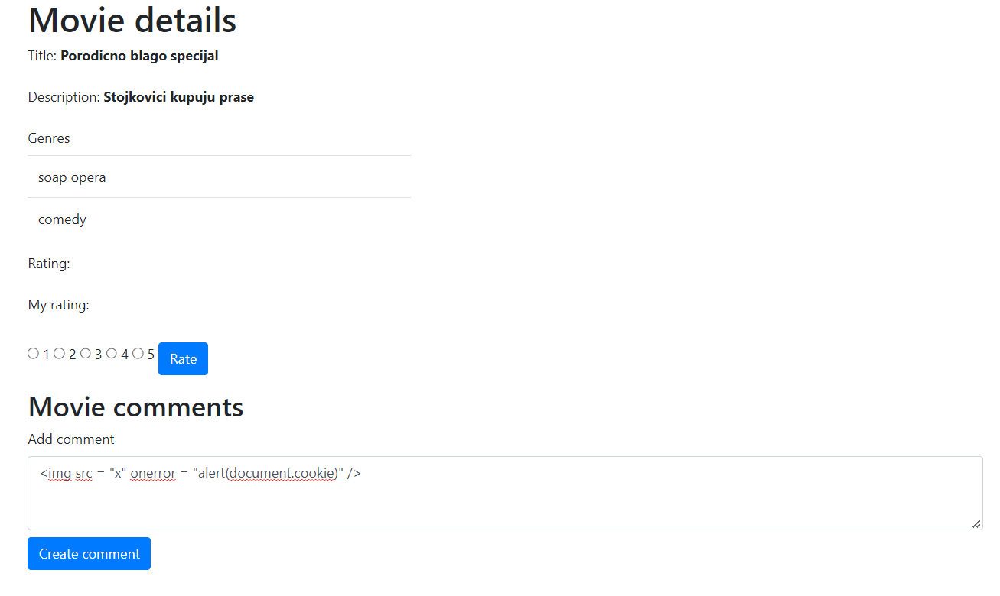 Movie details
Title: Porodicno blago specijal
Description: Stojkovici kupuju prase
Genres
soap opera
comedy
Rating:
My rating:
1 2 3 4 5 Rate
Movie comments
Add comment
<img src = "x" onerror = "alert(document.cookie)" />
Create comment